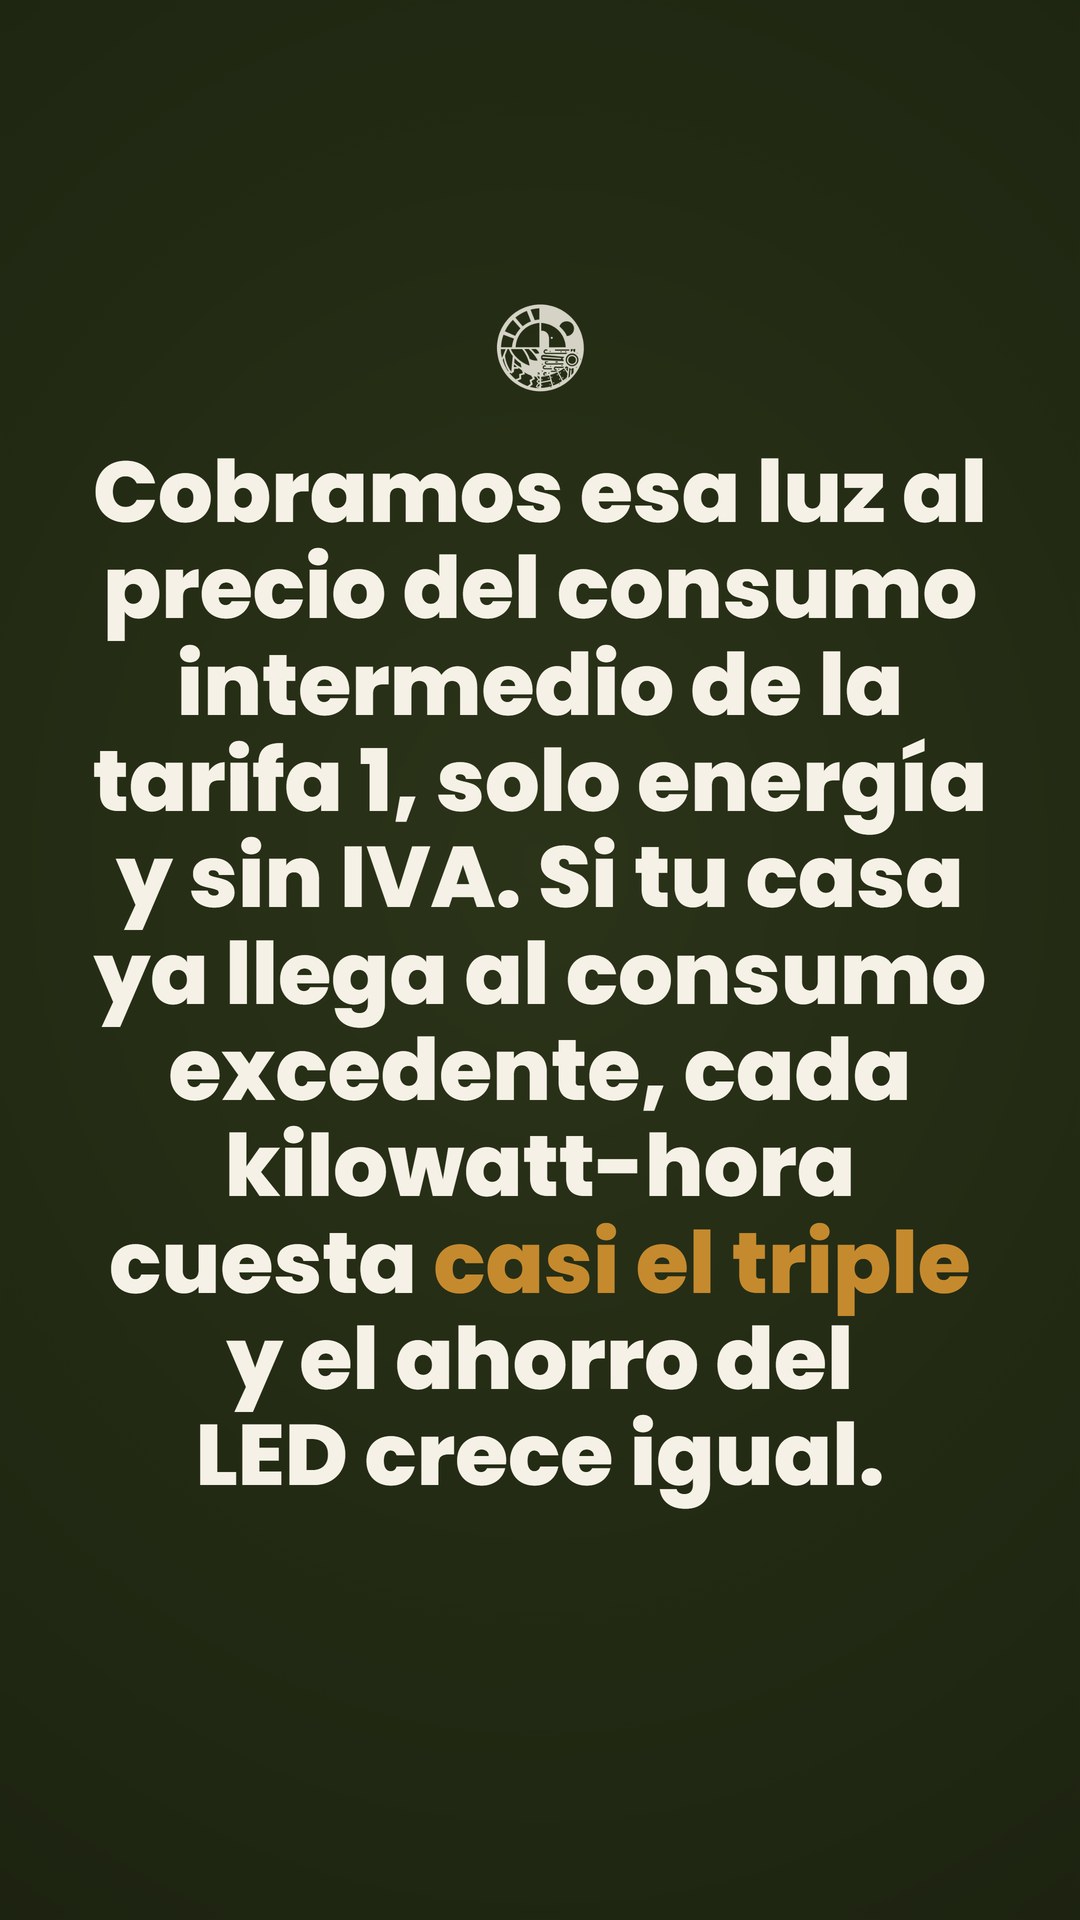 Cobramos esa luz al
precio del consumo
intermedio de la
tarifa 1, solo energía
y sin IVA. Si tu casa
ya llega al consumo
excedente, cada
kilowatt-hora
cuesta casi el triple
y el ahorro del
LED crece igual.